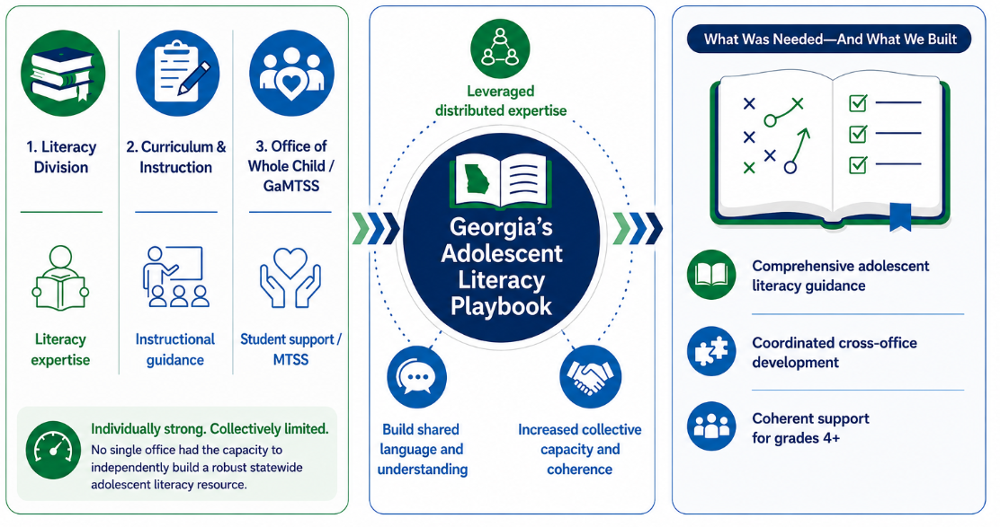 1. Literacy
Division
2. Curriculum &
Instruction
3. Office of
Whole Child /
GaMTSS
Literacy
expertise
Instructional
guidance
Student support /
MTSS
Individually strong. Collectively limited.
No single office had the capacity to
independently build a robust statewide
adolescent literacy resource.
Leveraged
distributed expertise
Georgia's
Adolescent
Literacy
Playbook
Build shared
language and
understanding
Increased collective
capacity and
coherence
What Was Needed—And What We Built
Comprehensive adolescent
literacy guidance
Coordinated cross-office
development
Coherent support
for grades 4+